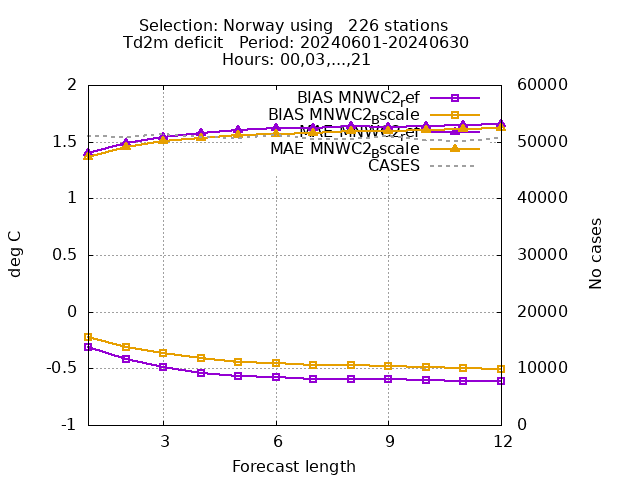 Selection: Norway using   226 stations
Td2m deficit   Period: 20240601-20240630
Hours: 00,03,...,21
BIAS MNWC2_ref
BIAS MNWC2_Bscale
MAE MNWC2_ref
MAE MNWC2_Bscale
CASES
2
1.5
1
0.5
0
-0.5
-1
deg C
60000
50000
40000
30000
20000
10000
0
No cases
3
6
9
12
Forecast length